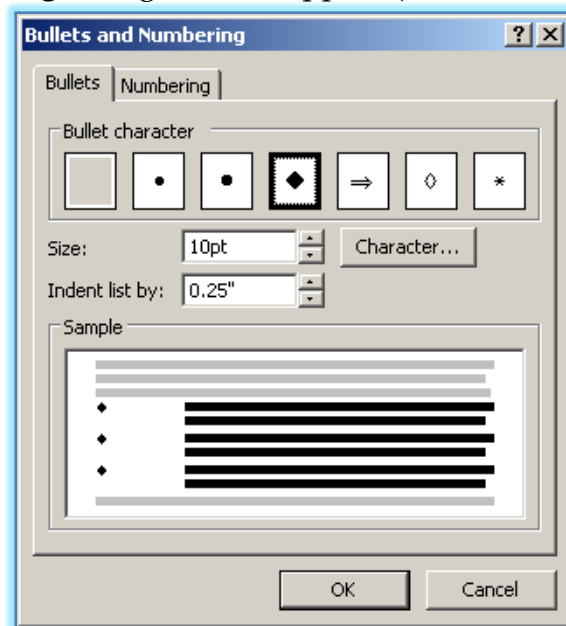 Bullets and Numbering
Bullets Numbering
Bullet character
Size: 10pt Character...
Indent list by: 0.25"
Sample
OK Cancel